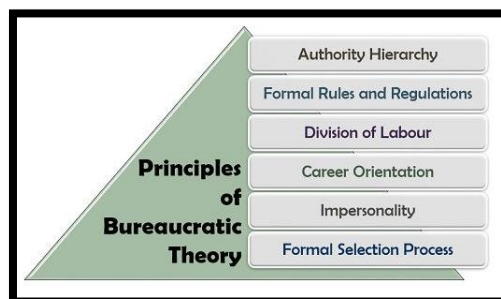 Authority Hierarchy
Formal Rules and Regulations
Division of Labour
Career Orientation
Impersonality
Formal Selection Process
Principles
of
Bureaucratic
Theory